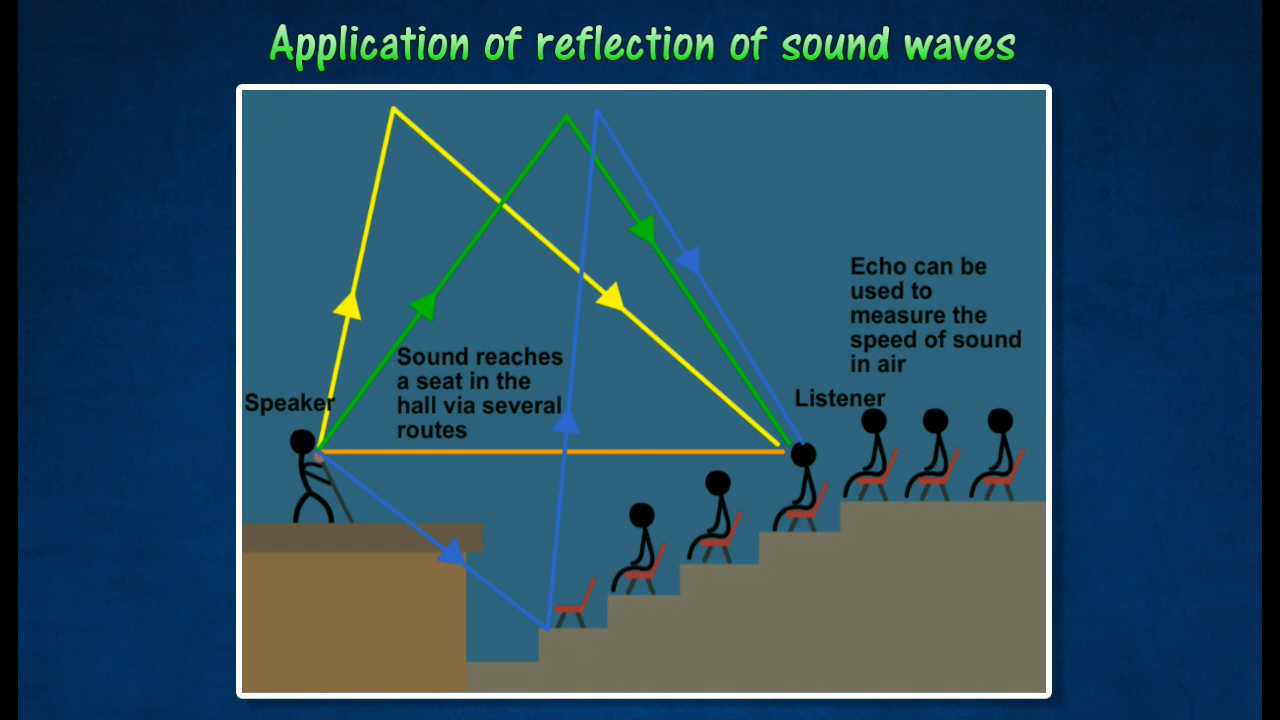 Application of reflection of sound waves
Echo can be
used to
measure the
speed of sound
in air
Sound reaches
a seat in the
hall via several
routes
Speaker
Listener